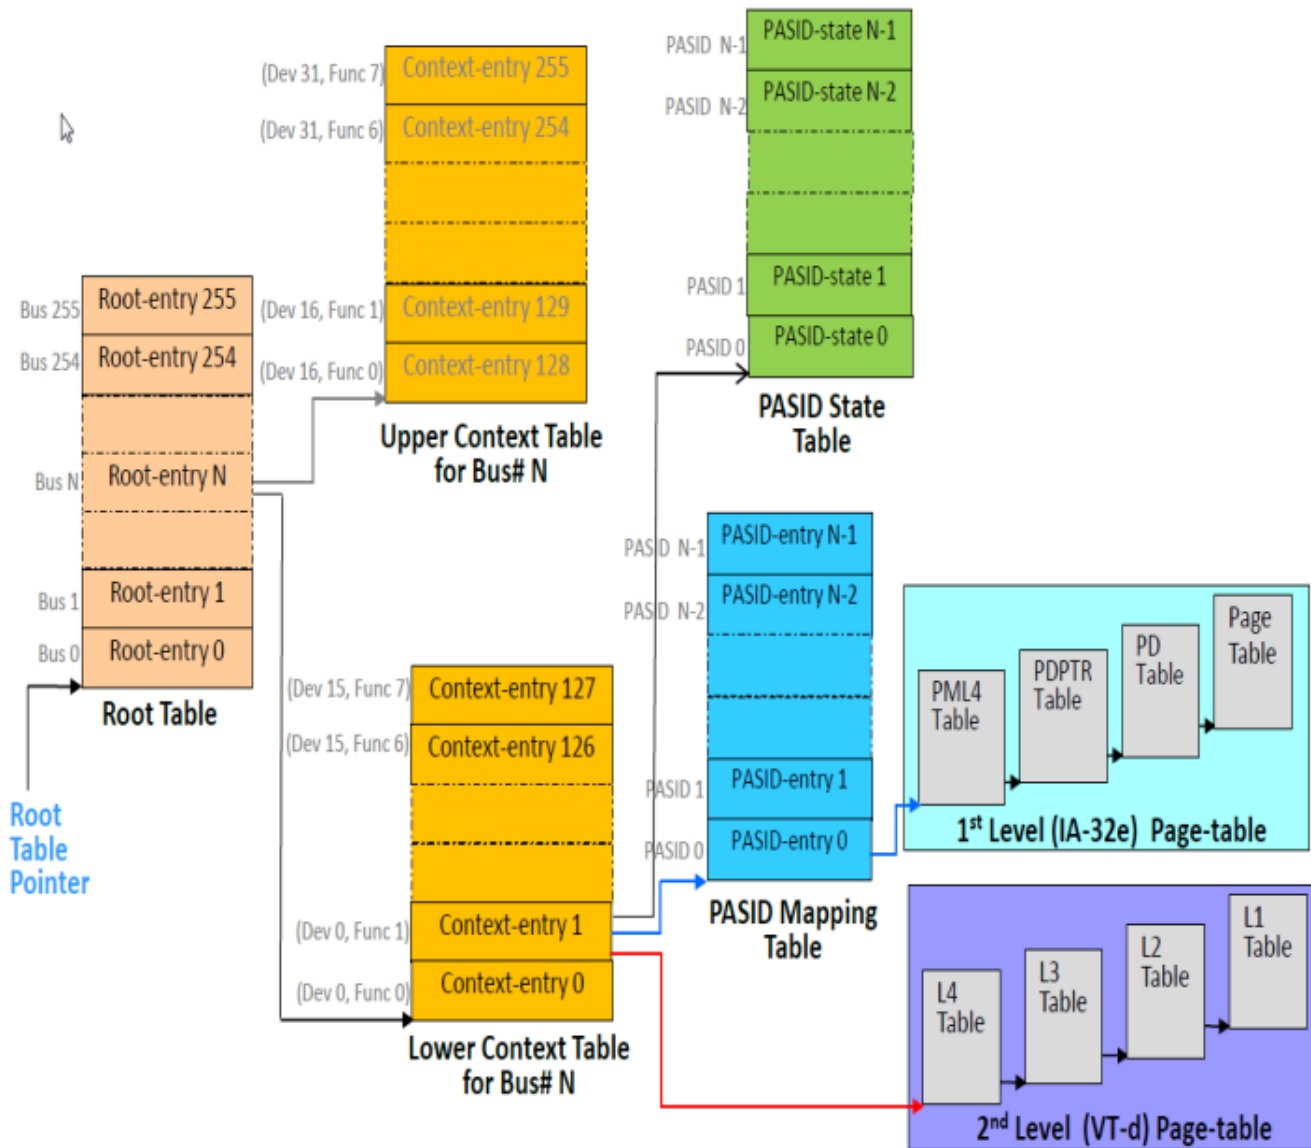 PASID N-1
PASID-state N-1
PASID N-2
PASID-state N-2
PASID 1
PASID-state 1
PASID 0
PASID-state 0
PASID State
Table
(Dev 31, Func 7)
Context-entry 255
(Dev 31, Func 6)
Context-entry 254
(Dev 16, Func 1)
Context-entry 129
(Dev 16, Func 0)
Context-entry 128
Upper Context Table
for Bus# N
Bus 255
Root-entry 255
Bus 254
Root-entry 254
Bus N
Root-entry N
Bus 1
Root-entry 1
Bus 0
Root-entry 0
Root Table
Root
Table
Pointer
(Dev 15, Func 7)
Context-entry 127
(Dev 15, Func 6)
Context-entry 126
(Dev 0, Func 1)
Context-entry 1
(Dev 0, Func 0)
Context-entry 0
Lower Context Table
for Bus# N
PASID N-1
PASID-entry N-1
PASID N-2
PASID-entry N-2
PASID 1
PASID-entry 1
PASID 0
PASID-entry 0
PASID Mapping
Table
PML4
Table
PDPTR
Table
PD
Table
Page
Table
1st Level (IA-32e) Page-table
L4
Table
L3
Table
L2
Table
L1
Table
2nd Level (VT-d) Page-table